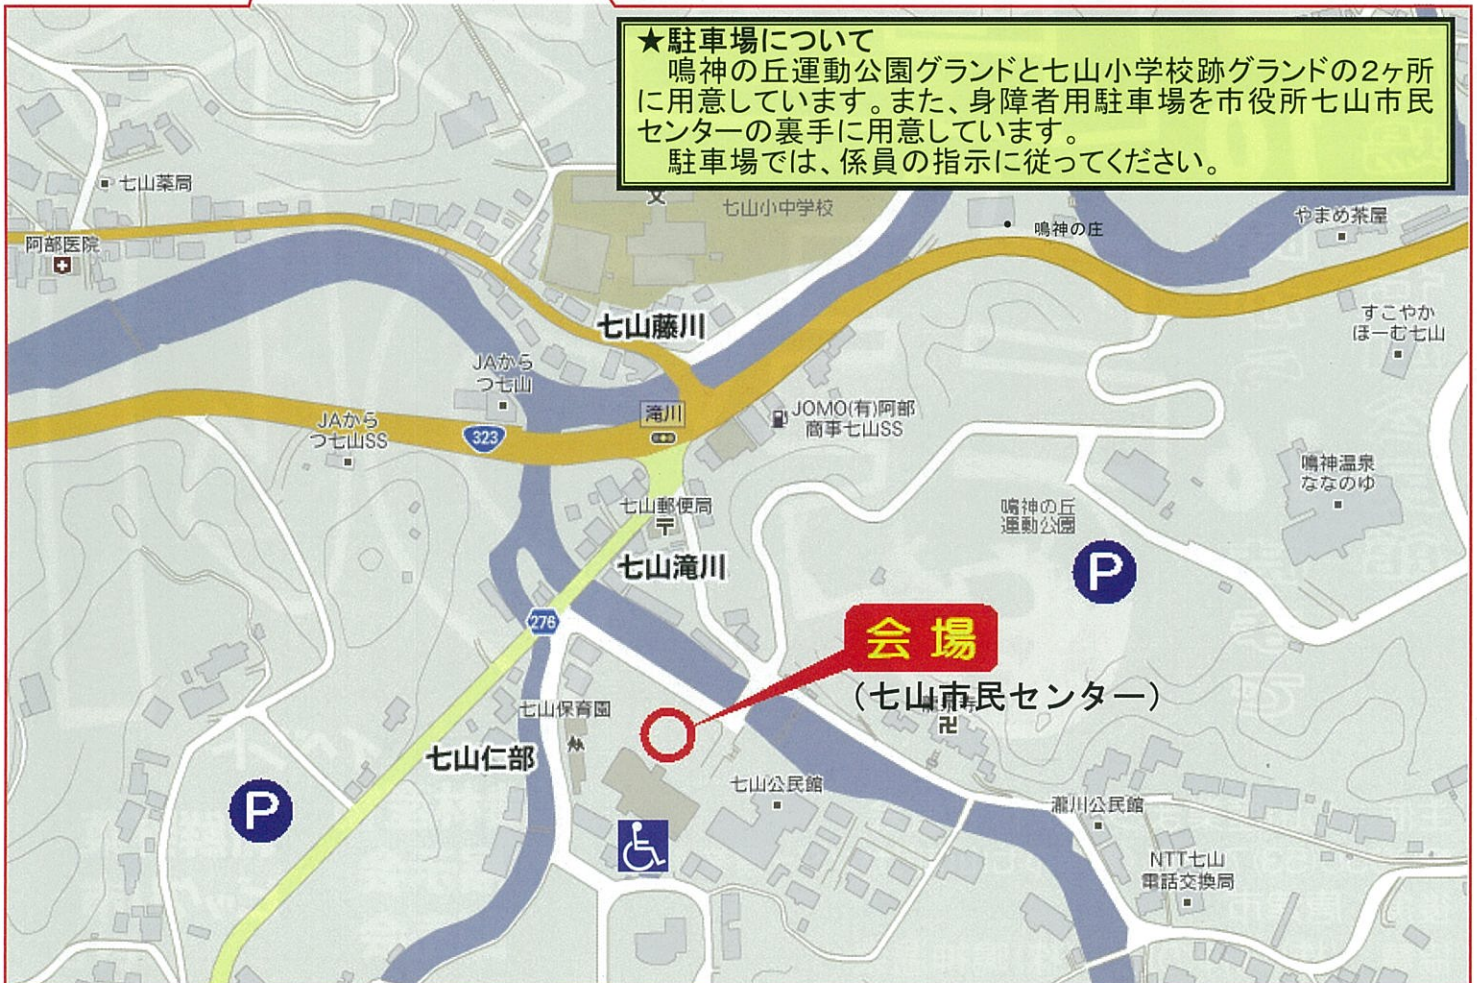 ★駐車場について
鳴神の丘運動公園グランドと七山小学校跡グランドの2ヶ所
に用意しています。また、身障者用駐車場を市役所七山市民
センターの裏手に用意しています。
駐車場では、係員の指示に従ってください。
七山薬局
文
七山小中学校
やまめ茶屋
鳴神の庄
阿部医院
すこやか
ほーむ七山
七山藤川
JAから
つ七山
滝川
JOMO(有)阿部
商事七山SS
JAから
つ七山SS
323
鳴神温泉
ななのゆ
七山郵便局
〒
鳴神の丘
運動公園
七山滝川
P
276
会場
(七山市民センター)
七山保育園
卍
七山仁部
七山公民館
P
瀧川公民館
NTT七山
電話交換局